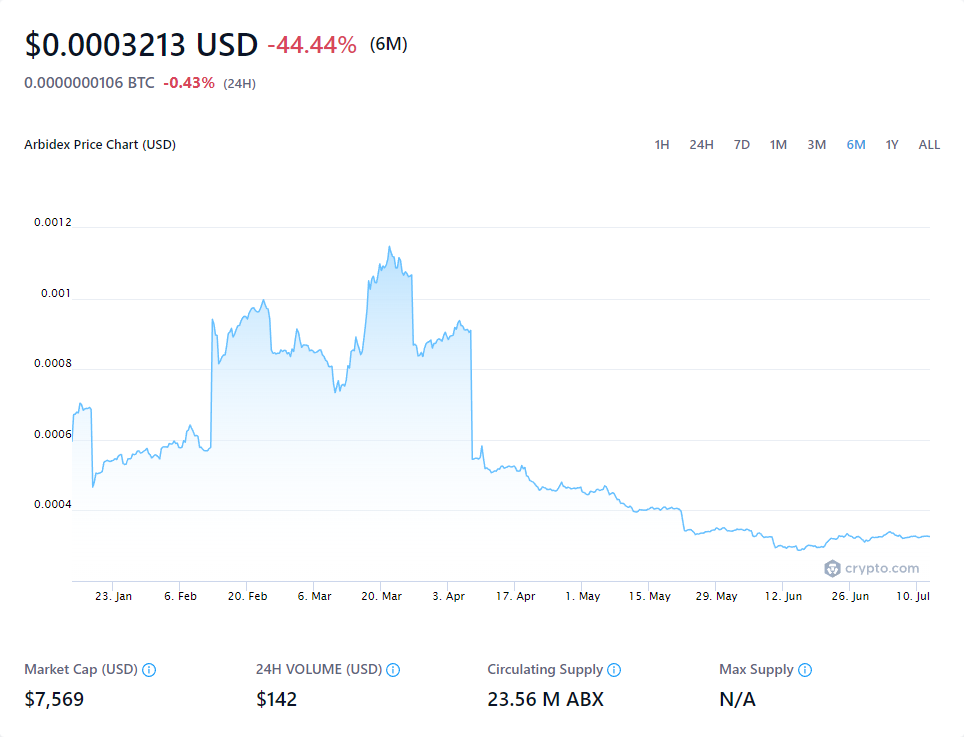 $0.0003213 USD -44.44% (6M)
0.0000000106 BTC -0.43% (24H)
Arbidex Price Chart (USD) 1H 24H 7D 1M 3M 6M 1Y ALL
0.0012
0.001
0.0008
0.0006
0.0004
crypto.com
23. Jan 6. Feb 20. Feb 6. Mar 20. Mar 3. Apr 17. Apr 1. May 15. May 29. May 12. Jun 26. Jun 10. Jul
Market Cap (USD) 24H VOLUME (USD) Circulating Supply Max Supply
$7,569 $142 23.56 M ABX N/A